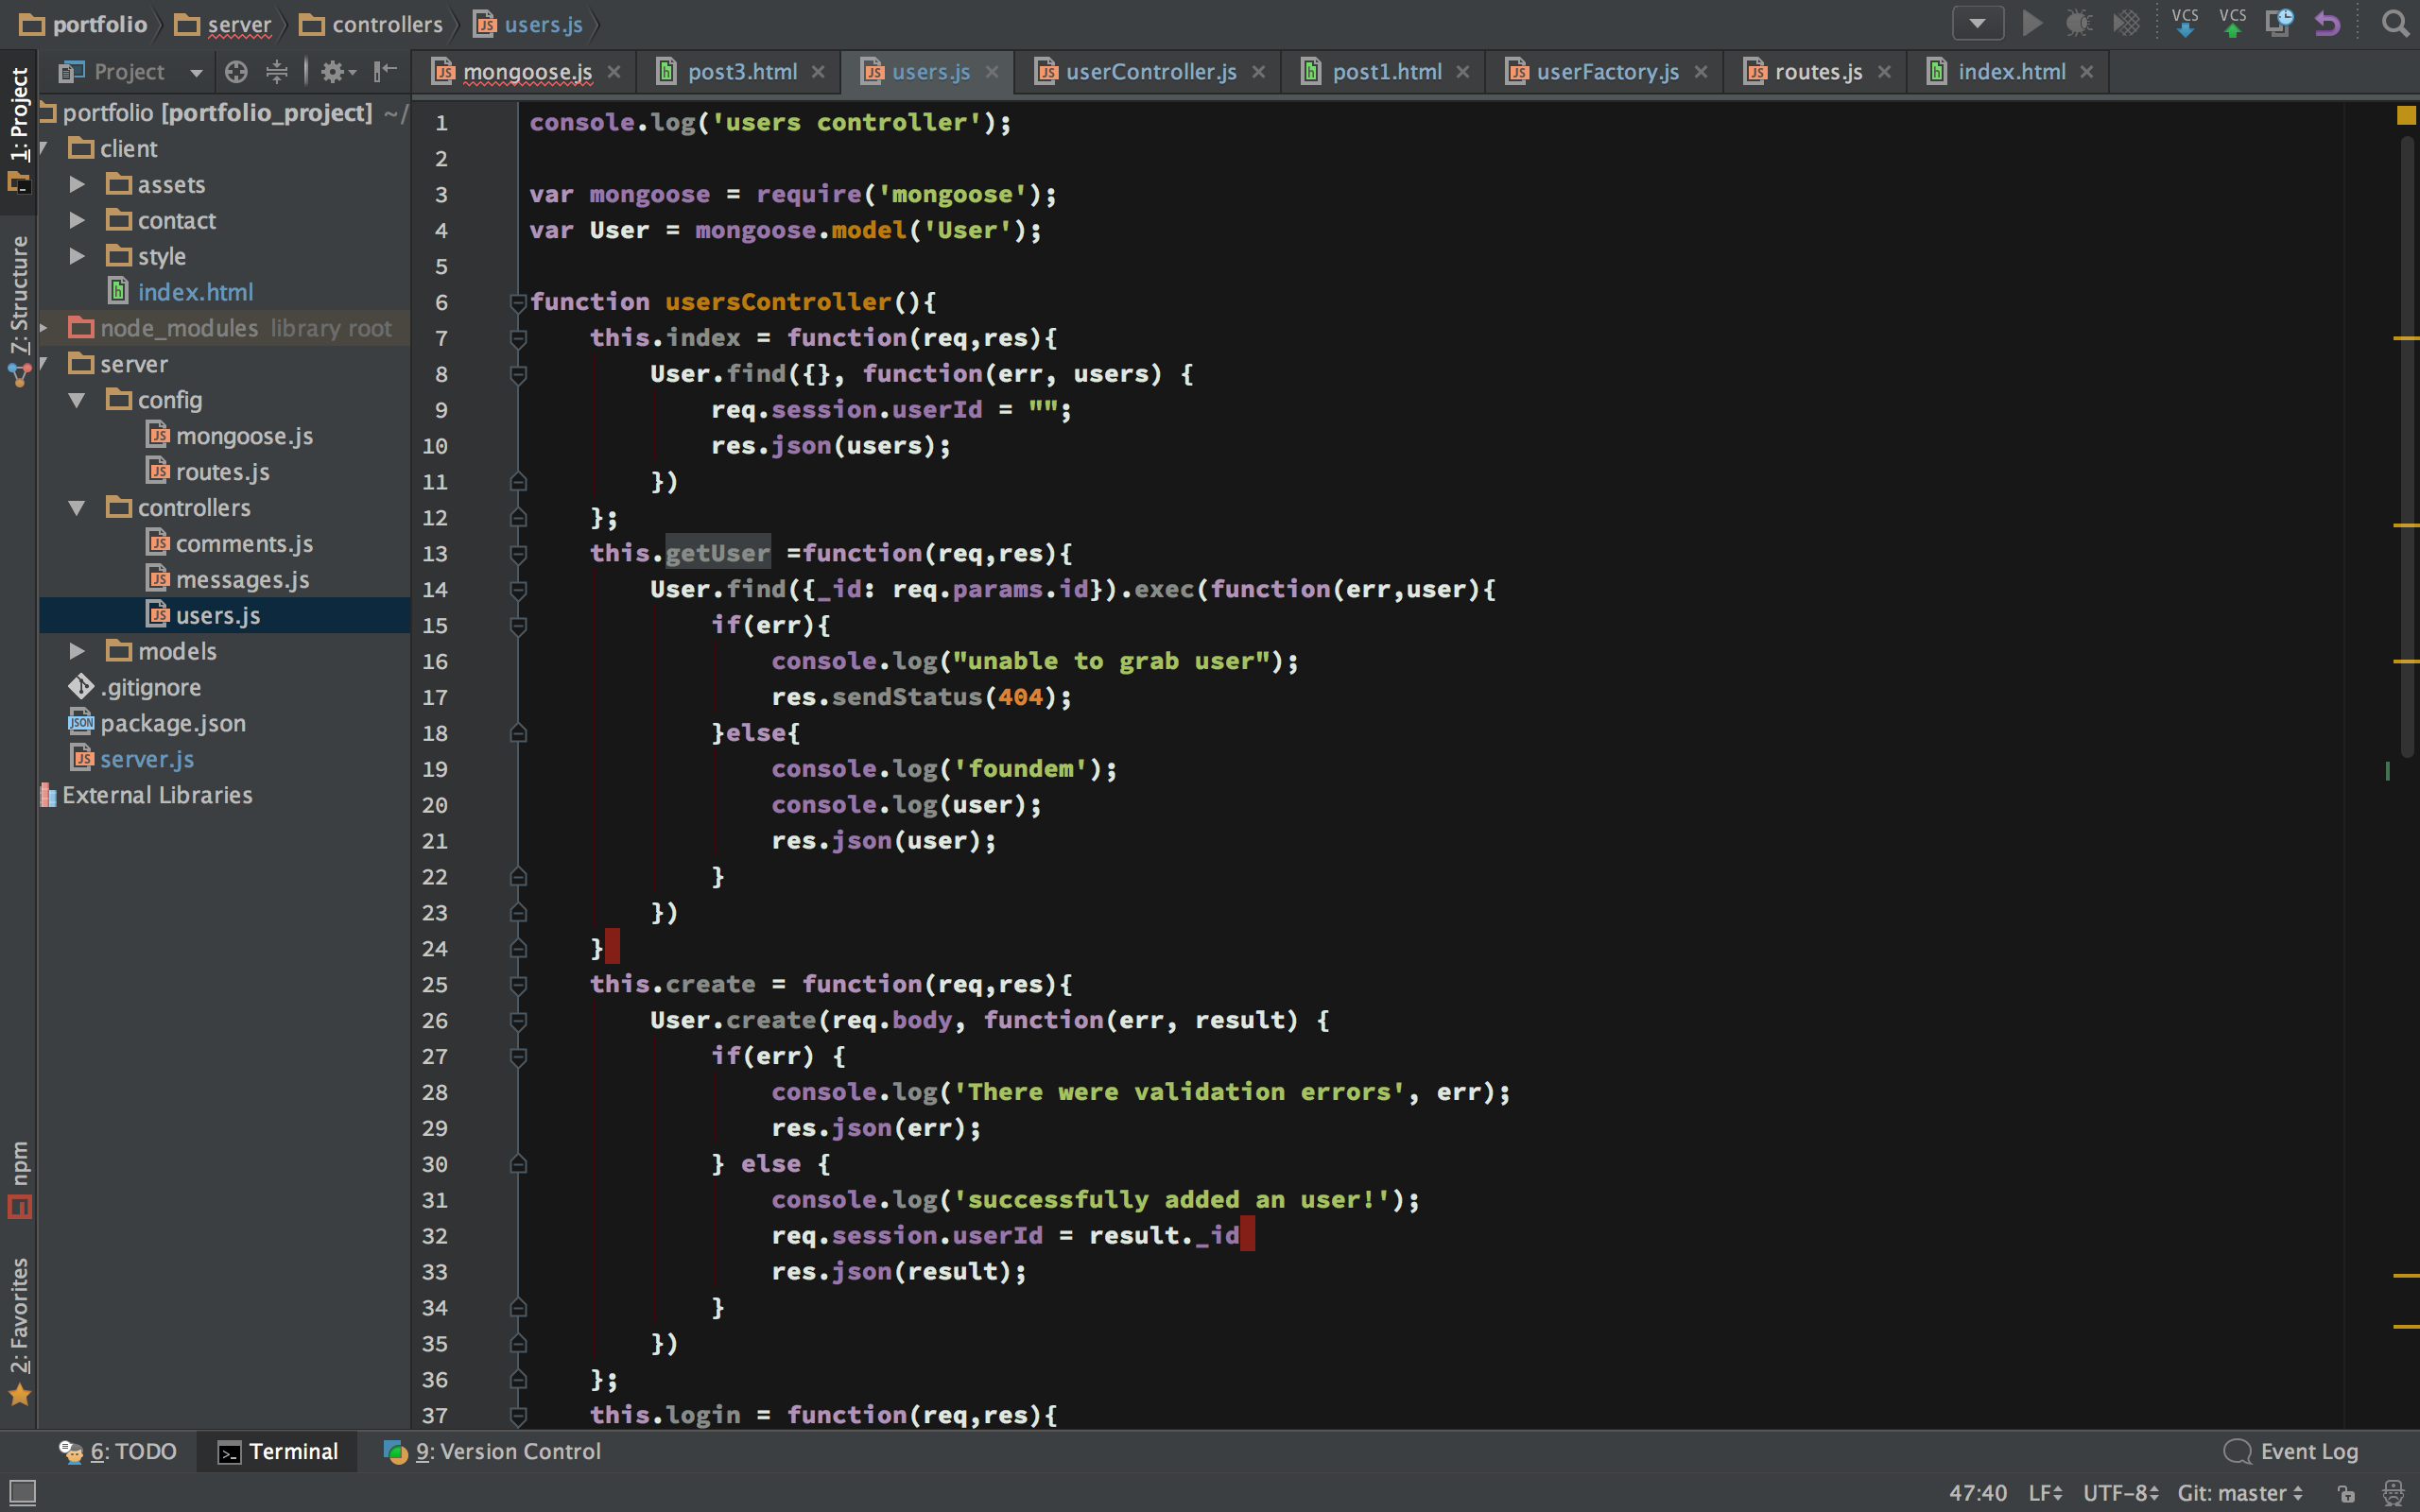 portfolio server controllers users.js
VCS VCS
1: Project
7: Structure
npm
2: Favorites
Project
mongoose.js post3.html users.js userController.js post1.html userFactory.js routes.js index.html
portfolio [portfolio_project] ~/
client
assets
contact
style
index.html
node_modules library root
server
config
mongoose.js
routes.js
controllers
comments.js
messages.js
users.js
models
.gitignore
package.json
server.js
External Libraries
1 console.log('users controller');
2
3 var mongoose = require('mongoose');
4 var User = mongoose.model('User');
5
6 function usersController(){
7 this.index = function(req,res){
8 User.find({}, function(err, users) {
9 req.session.userId = "";
10 res.json(users);
11 })
12 };
13 this.getUser =function(req,res){
14 User.find({_id: req.params.id}).exec(function(err,user){
15 if(err){
16 console.log("unable to grab user");
17 res.sendStatus(404);
18 }else{
19 console.log('foundem');
20 console.log(user);
21 res.json(user);
22 }
23 })
24 }
25 this.create = function(req,res){
26 User.create(req.body, function(err, result) {
27 if(err) {
28 console.log('There were validation errors', err);
29 res.json(err);
30 } else {
31 console.log('successfully added an user!');
32 req.session.userId = result._id
33 res.json(result);
34 }
35 })
36 };
37 this.login = function(req,res){
6: TODO Terminal 9: Version Control Event Log
47:40 LF UTF-8 Git: master